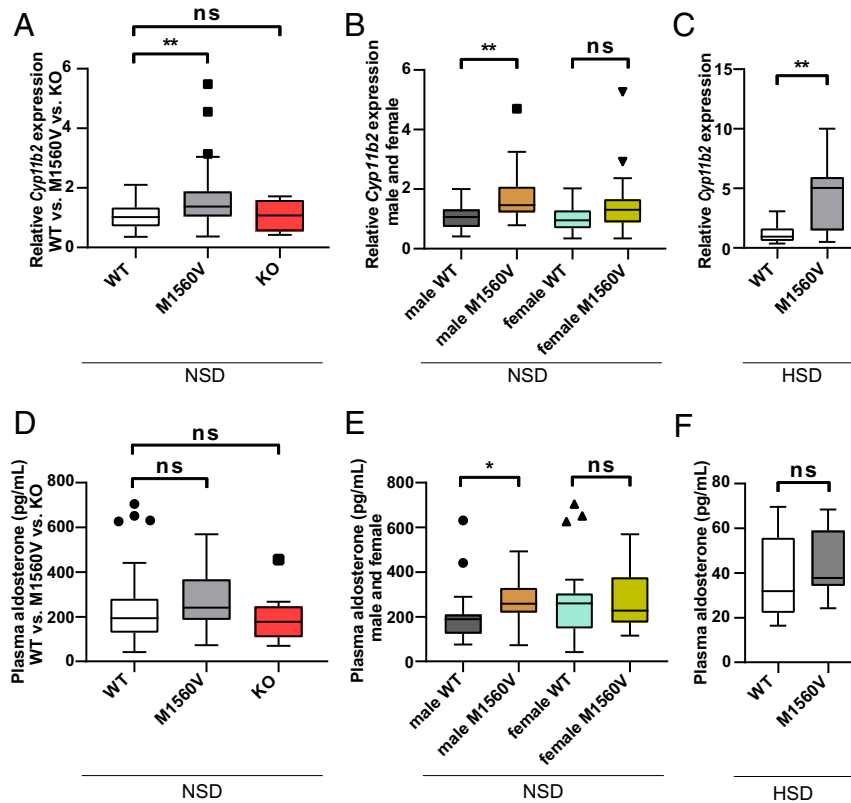 A
ns
**
Relative Cyp11b2 expression
WT vs. M1560V vs. KO
6
4
2
0
WT
M1560V
KO
NSD
B
**
ns
Relative Cyp11b2 expression
male and female
6
4
2
0
male WT
male M1560V
female WT
female M1560V
NSD
C
**
Relative Cyp11b2 expression
15
10
5
0
WT
M1560V
HSD
D
ns
ns
Plasma aldosterone (pg/mL)
WT vs. M1560V vs. KO
800
600
400
200
0
WT
M1560V
KO
NSD
E
*
ns
Plasma aldosterone (pg/mL)
male and female
800
600
400
200
0
male WT
male M1560V
female WT
female M1560V
NSD
F
ns
Plasma aldosterone (pg/mL)
80
60
40
20
0
WT
M1560V
HSD